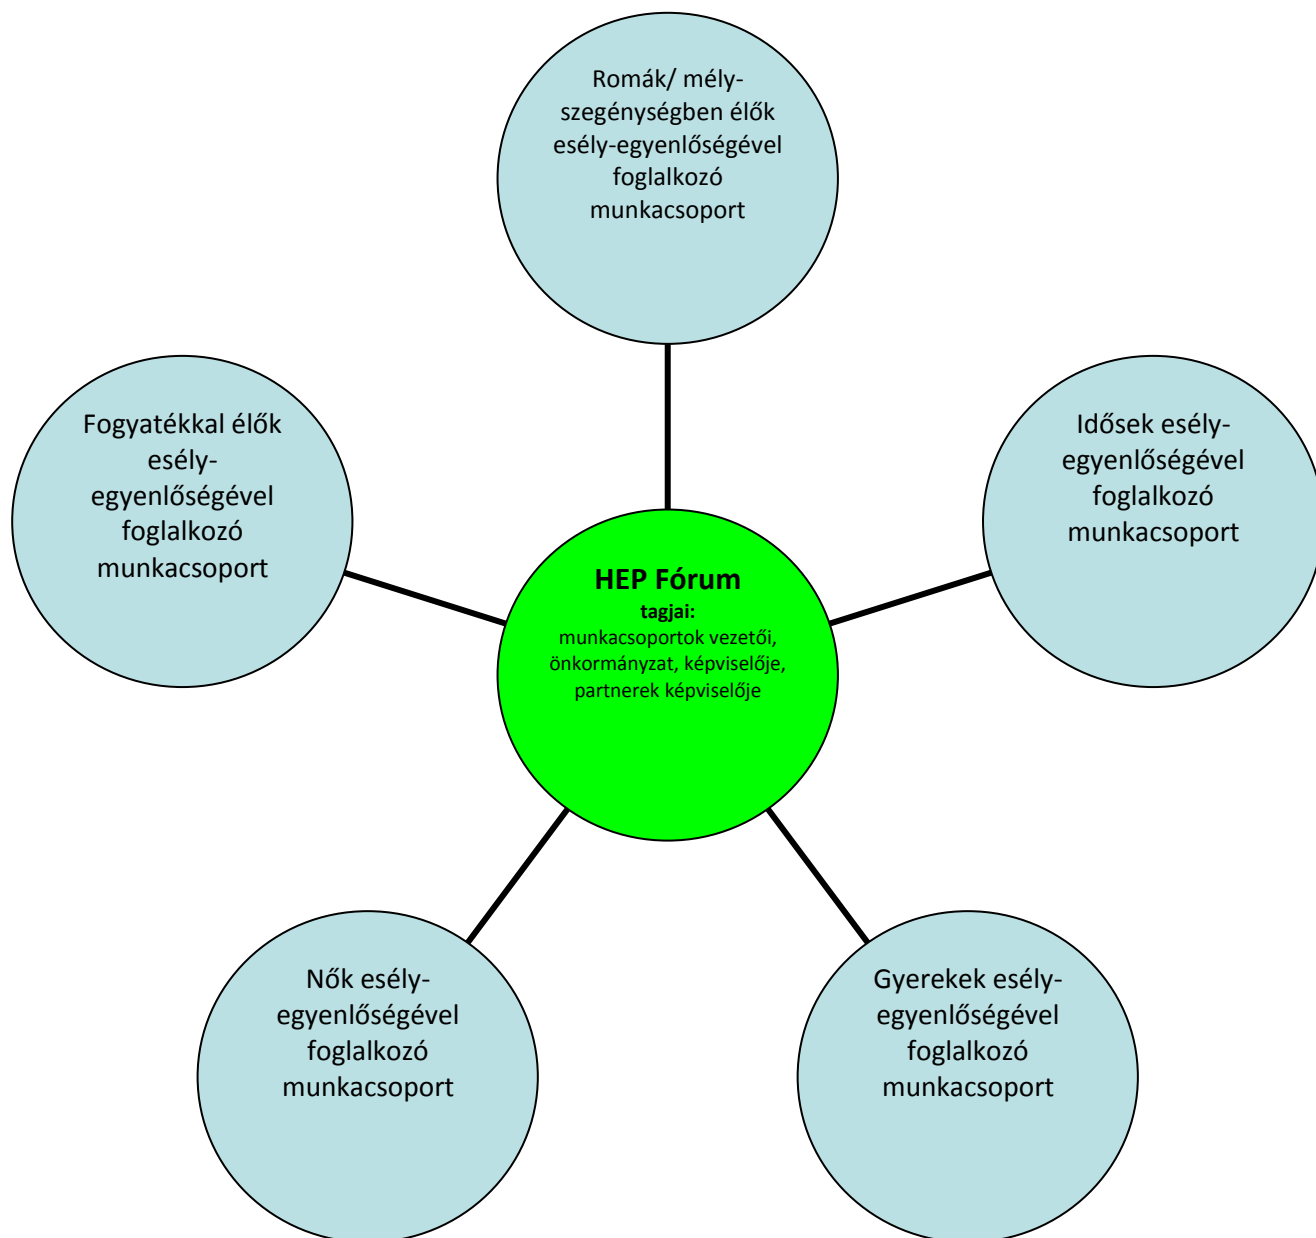 Romák/ mély-
szegénységben élők
esély-egyenlőségével
foglalkozó
munkacsoport
Fogyatékkal élők
esély-
egyenlőségével
foglalkozó
munkacsoport
Idősek esély-
egyenlőségével
foglalkozó
munkacsoport
HEP Fórum
tagjai:
munkacsoportok vezetői,
önkormányzat, képviselője,
partnerek képviselője
Nők esély-
egyenlőségével
foglalkozó
munkacsoport
Gyerekek esély-
egyenlőségével
foglalkozó
munkacsoport